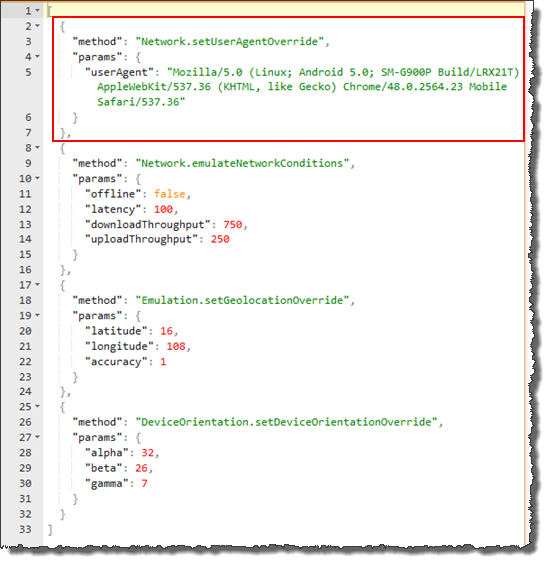 1 [
2 {
3 "method": "Network.setUserAgentOverride",
4 "params": {
5 "userAgent": "Mozilla/5.0 (Linux; Android 5.0; SM-G900P Build/LRX21T)
AppleWebKit/537.36 (KHTML, like Gecko) Chrome/48.0.2564.23 Mobile
Safari/537.36"
6 }
7 },
8 {
9 "method": "Network.emulateNetworkConditions",
10 "params": {
11 "offline": false,
12 "latency": 100,
13 "downloadThroughput": 750,
14 "uploadThroughput": 250
15 }
16 },
17 {
18 "method": "Emulation.setGeolocationOverride",
19 "params": {
20 "latitude": 16,
21 "longitude": 108,
22 "accuracy": 1
23 }
24 },
25 {
26 "method": "DeviceOrientation.setDeviceOrientationOverride",
27 "params": {
28 "alpha": 32,
29 "beta": 26,
30 "gamma": 7
31 }
32 }
33 ]